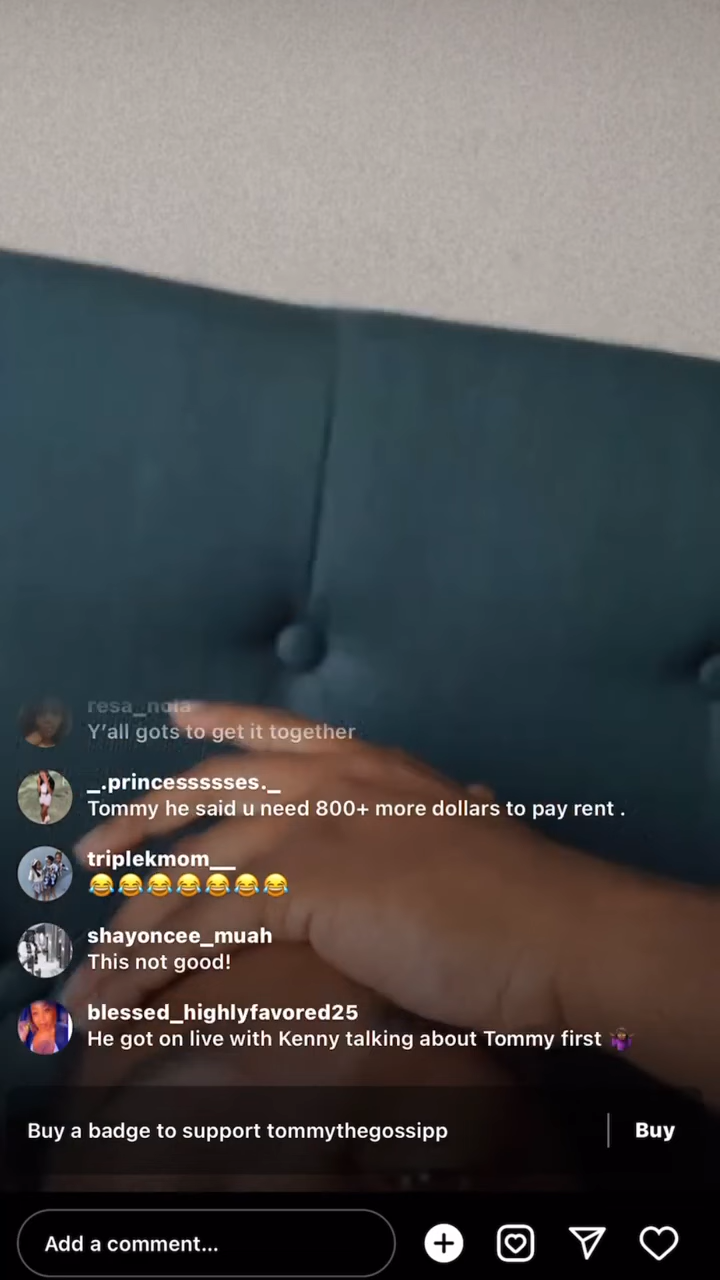 resa_nola
Y'all gots to get it together
_.princessssses._
Tommy he said u need 800+ more dollars to pay rent .
triplekmom__
😂😂😂😂😂😂😂
shayoncee_muah
This not good!
blessed_highlyfavored25
He got on live with Kenny talking about Tommy first 🤷🏾‍♀️
Buy a badge to support tommythegossipp
Buy
Add a comment...